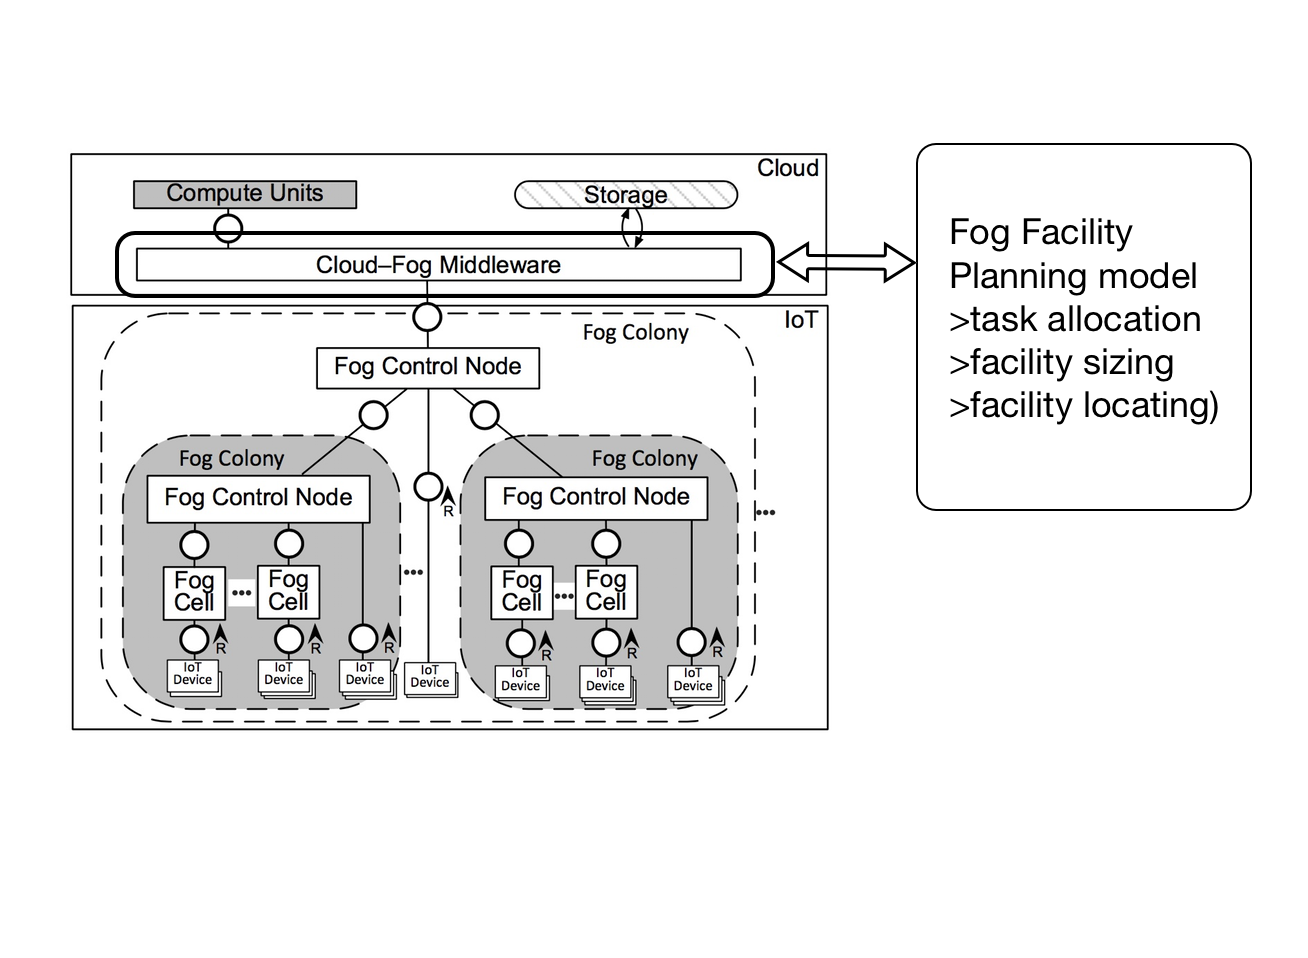 Cloud
Compute Units
Storage
Cloud–Fog Middleware
IoT
Fog Colony
Fog Control Node
Fog Colony
Fog Control Node
Fog
Cell
...
Fog
Cell
R
R
R
IoT
Device
IoT
Device
IoT
Device
...
R
IoT
Device
Fog Colony
Fog Control Node
Fog
Cell
...
Fog
Cell
R
R
R
IoT
Device
IoT
Device
IoT
Device
...
Fog Facility
Planning model
>task allocation
>facility sizing
>facility locating)